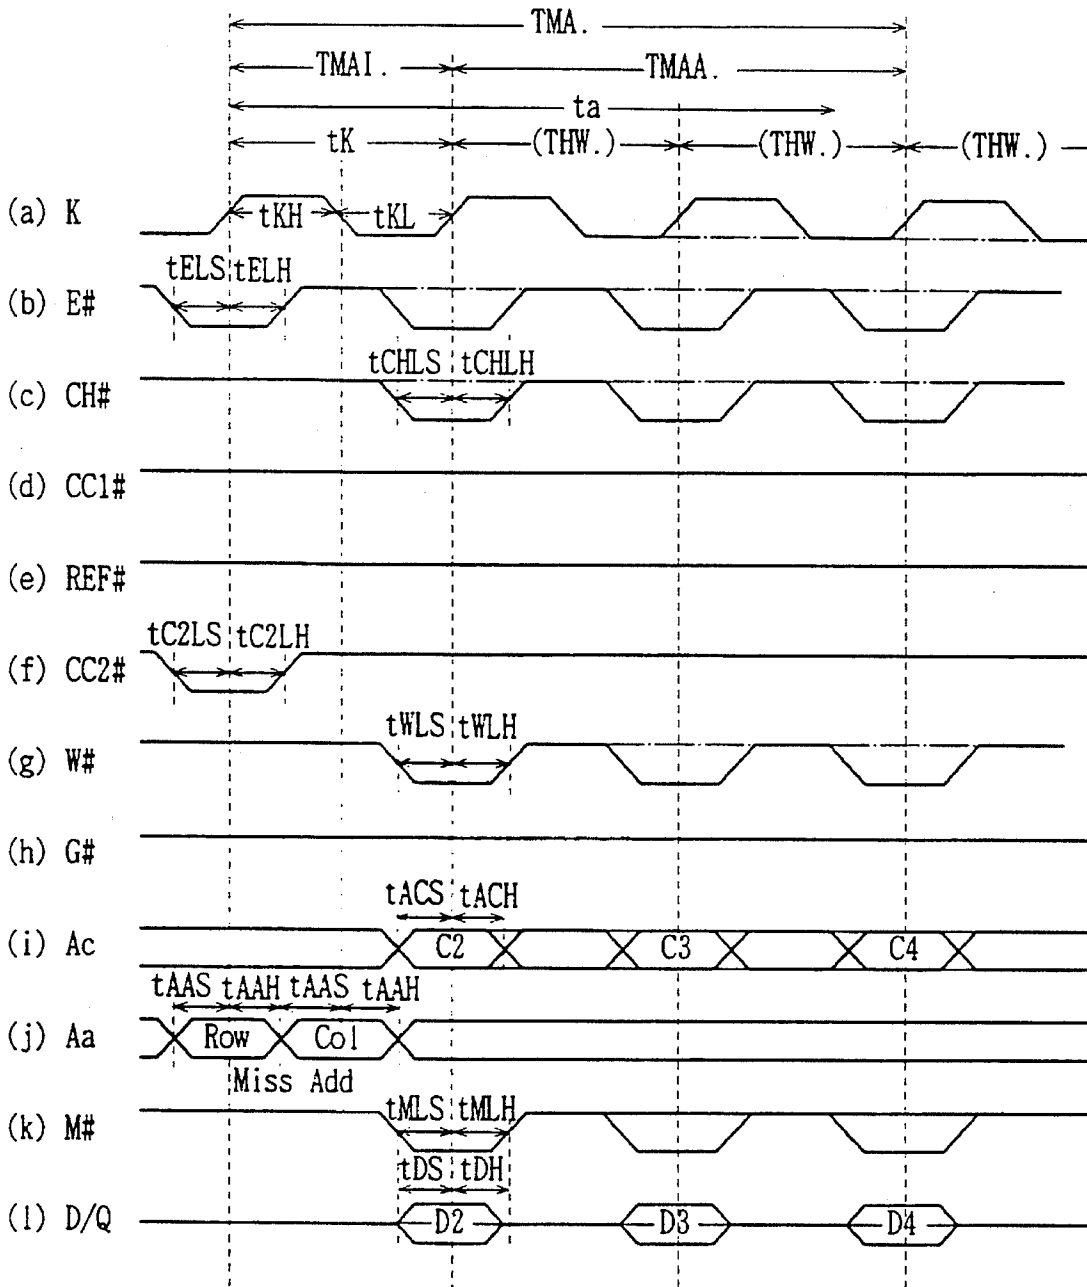 TMA.
TMAI. TMAA.
ta
tK (THW.) (THW.) (THW.)
(a) K tKH tKL
tELS tELH
(b) E#
tCHLS tCHLH
(c) CH#
(d) CC1#
(e) REF#
tC2LS tC2LH
(f) CC2#
tWLS tWLH
(g) W#
(h) G#
tACS tACH
(i) Ac C2 C3 C4
tAAS tAAH tAAS tAAH
(j) Aa Row Col
Miss Add
tMLS tMLH
(k) M#
tDS tDH
(l) D/Q D2 D3 D4